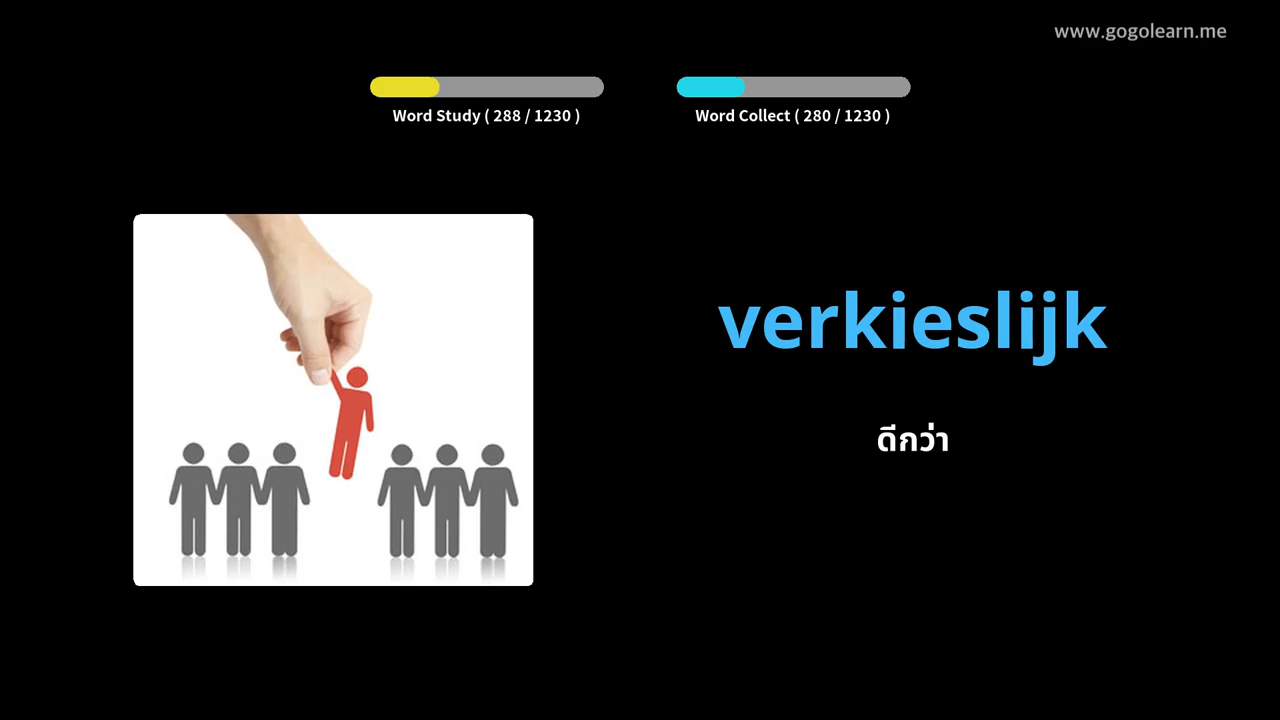 www.gogolearn.me
Word Study ( 288 / 1230 )
Word Collect ( 280 / 1230 )
verkieslijk
ดีกว่า